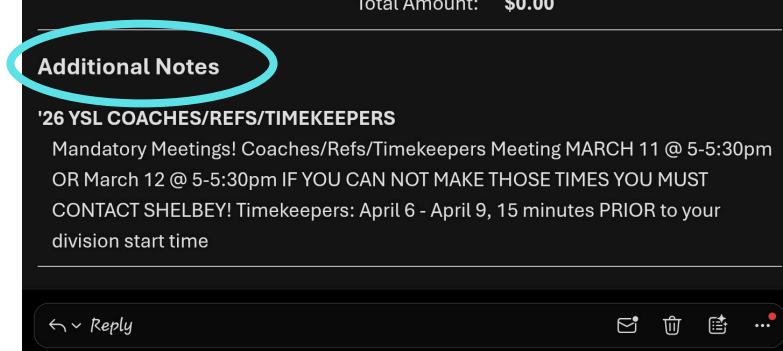 Total Amount: $0.00
Additional Notes
'26 YSL COACHES/REFS/TIMEKEEPERS
Mandatory Meetings! Coaches/Refs/Timekeepers Meeting MARCH 11 @ 5-5:30pm
OR March 12 @ 5-5:30pm IF YOU CAN NOT MAKE THOSE TIMES YOU MUST
CONTACT SHELBEY! Timekeepers: April 6 - April 9, 15 minutes PRIOR to your
division start time
Reply